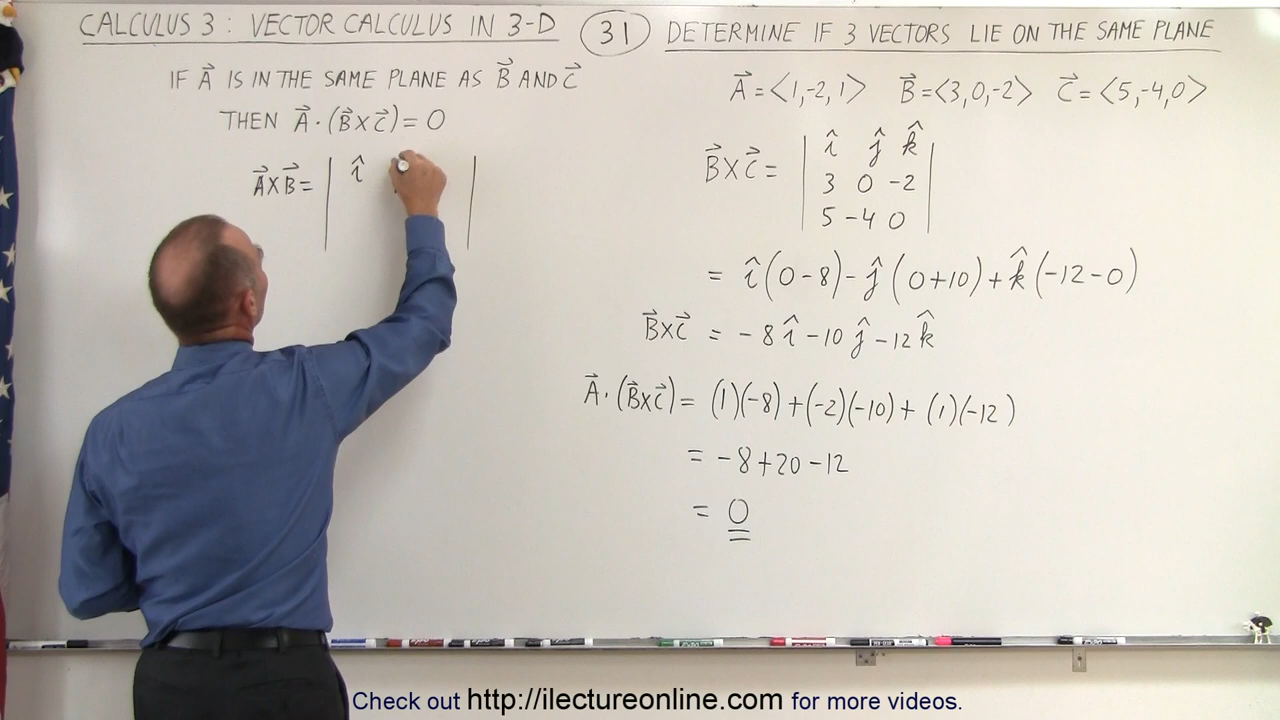 CALCULUS 3 : VECTOR CALCULUS IN 3-D 31 DETERMINE IF 3 VECTORS LIE ON THE SAME PLANE
IF A⃗ IS IN THE SAME PLANE AS B⃗ AND C⃗
THEN A⃗ · (B⃗ X C⃗) = 0
A⃗ X B⃗ = | î
A⃗ = <1, -2, 1> B⃗ = <3, 0, -2> C⃗ = <5, -4, 0>
B⃗ X C⃗ = | î ĵ k̂ |
3 0 -2
5 -4 0
= î (0 - 8) - ĵ (0 + 10) + k̂ (-12 - 0)
B⃗ X C⃗ = - 8 î - 10 ĵ - 12 k̂
A⃗ · (B⃗ X C⃗) = (1)(-8) + (-2)(-10) + (1)(-12)
= -8 + 20 - 12
= 0
Check out http://ilectureonline.com for more videos.